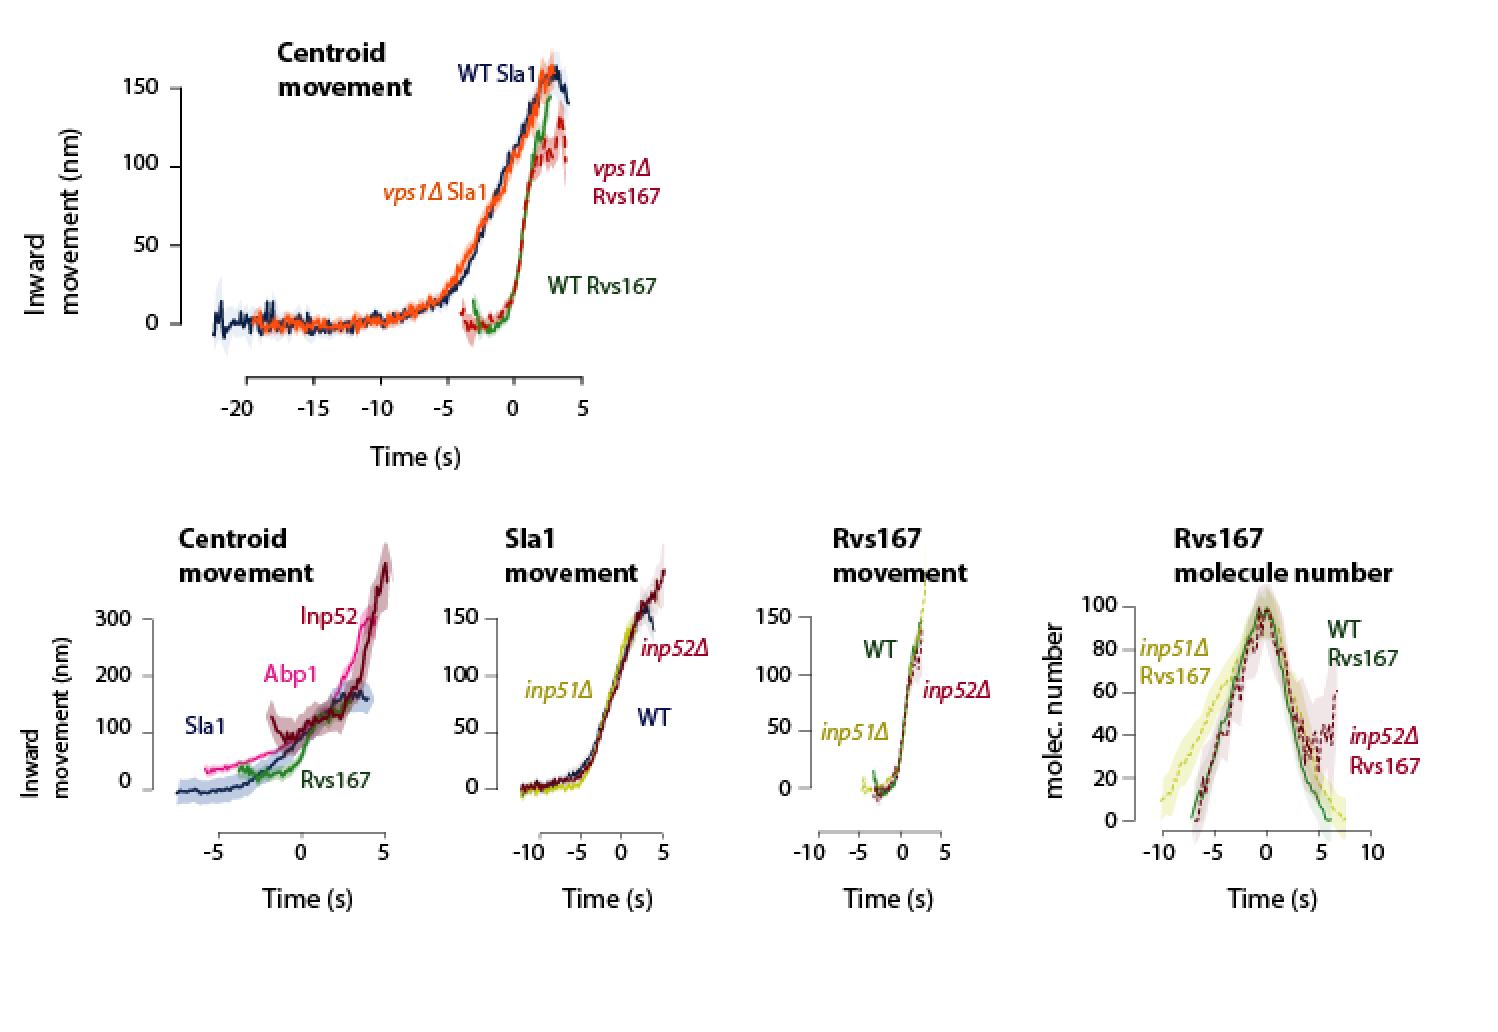 Centroid
movement
WT Sla1
150
100
50
0
Inward
movement (nm)
vps1Δ Sla1
vps1Δ
Rvs167
WT Rvs167
-20 -15 -10 -5 0 5
Time (s)
Centroid
movement
300
200
100
0
Inward
movement (nm)
Inp52
Abp1
Sla1
Rvs167
-5 0 5
Time (s)
Sla1
movement
150
100
50
0
inp52Δ
inp51Δ
WT
-10 -5 0 5
Time (s)
Rvs167
movement
150
100
50
0
WT
inp52Δ
inp51Δ
-10 -5 0 5
Time (s)
Rvs167
molecule number
100
80
60
40
20
0
molec. number
inp51Δ
Rvs167
WT
Rvs167
inp52Δ
Rvs167
-10 -5 0 5 10
Time (s)